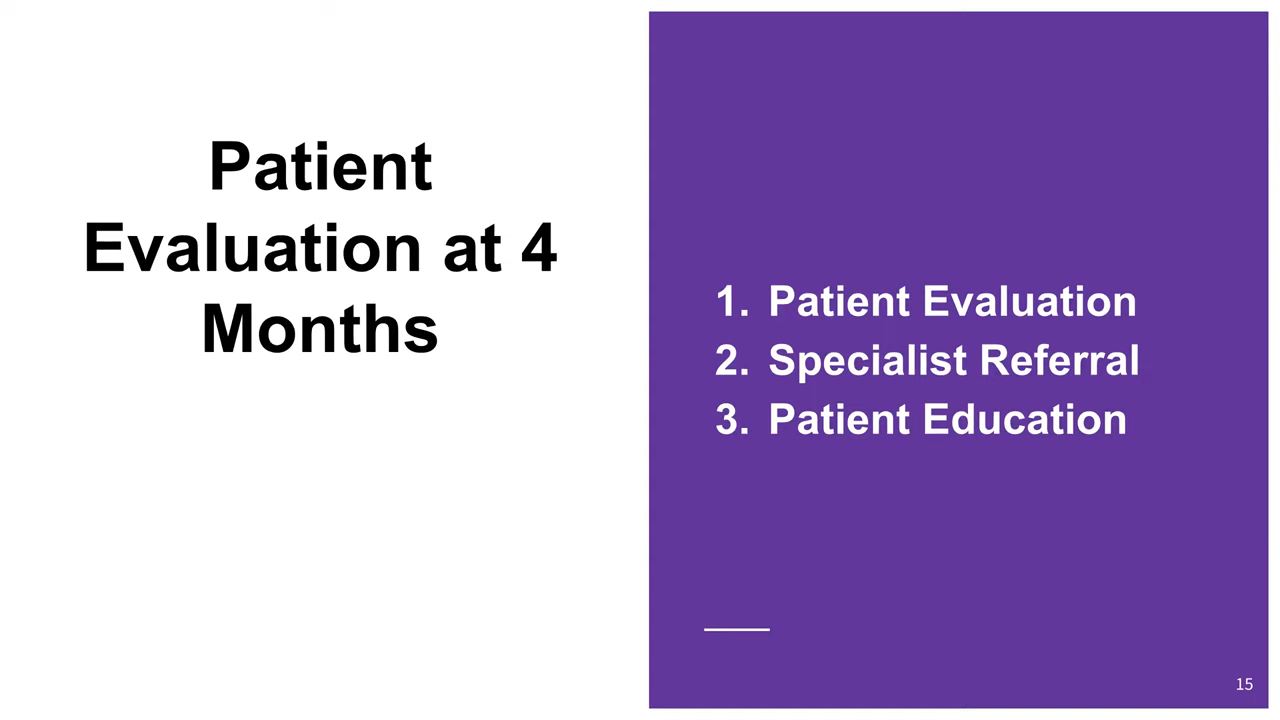 Patient
Evaluation at 4
Months
1. Patient Evaluation
2. Specialist Referral
3. Patient Education
15